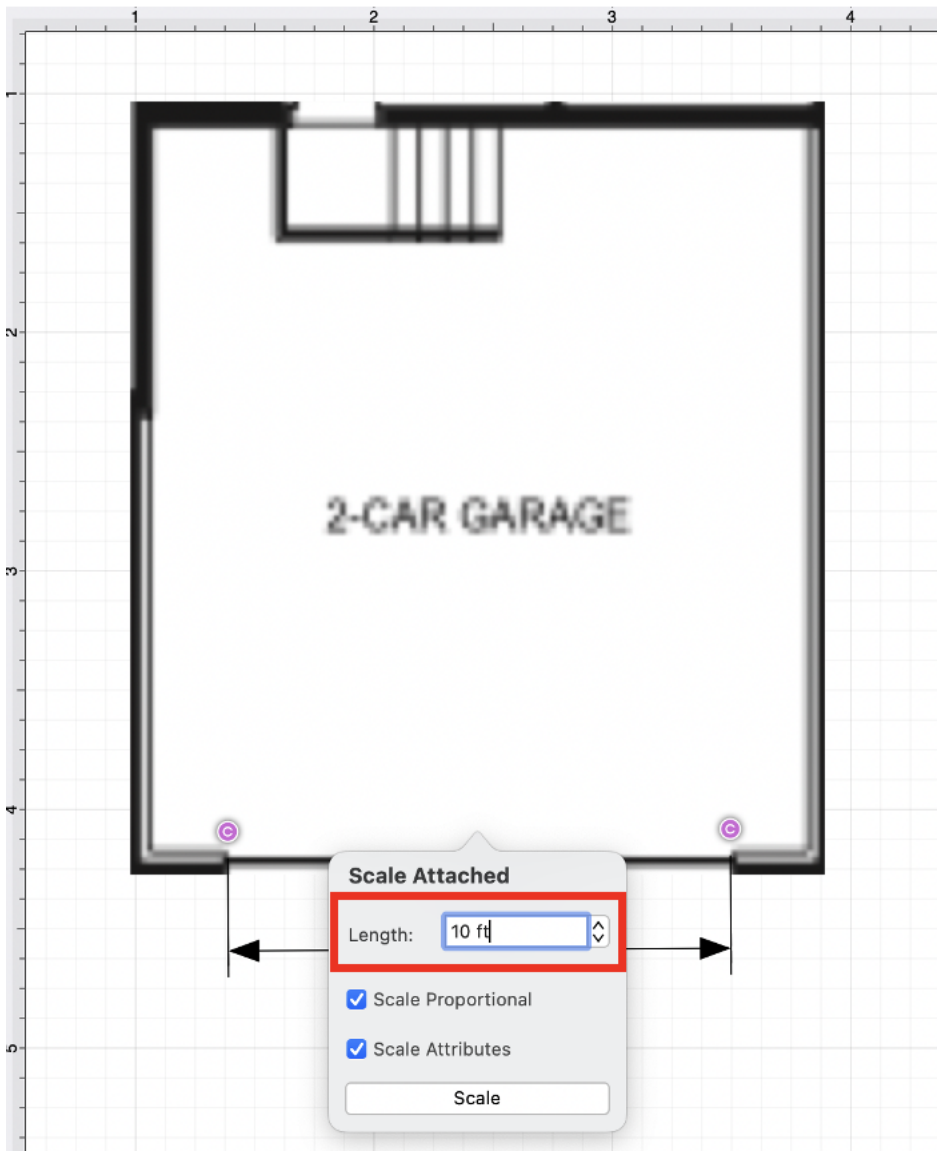 1 2 3 4
1
2
2-CAR GARAGE
3
4
C C
Scale Attached
Length: 10 ft
Scale Proportional
5
Scale Attributes
Scale